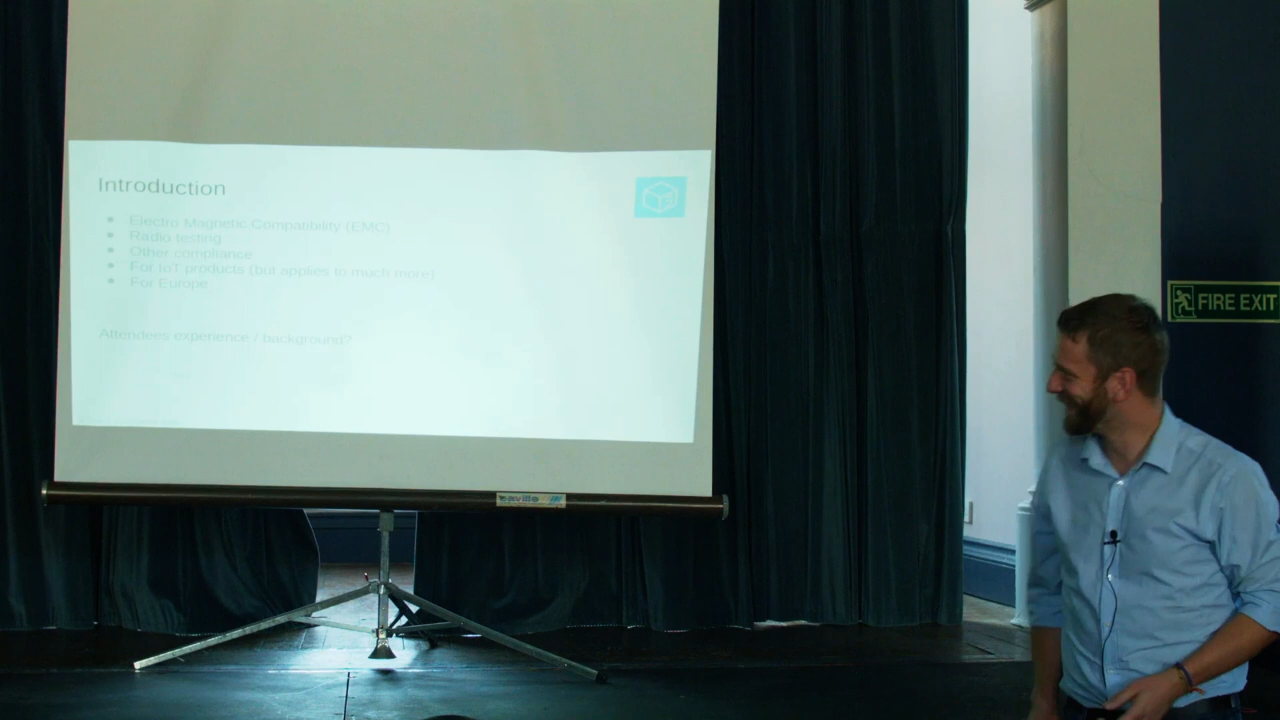 Introduction
Electro Magnetic Compatibility (EMC)
Radio testing
Other compliance
For IoT products (but applies to much more)
For Europe
Attendees experience / background?
FIRE EXIT
saville